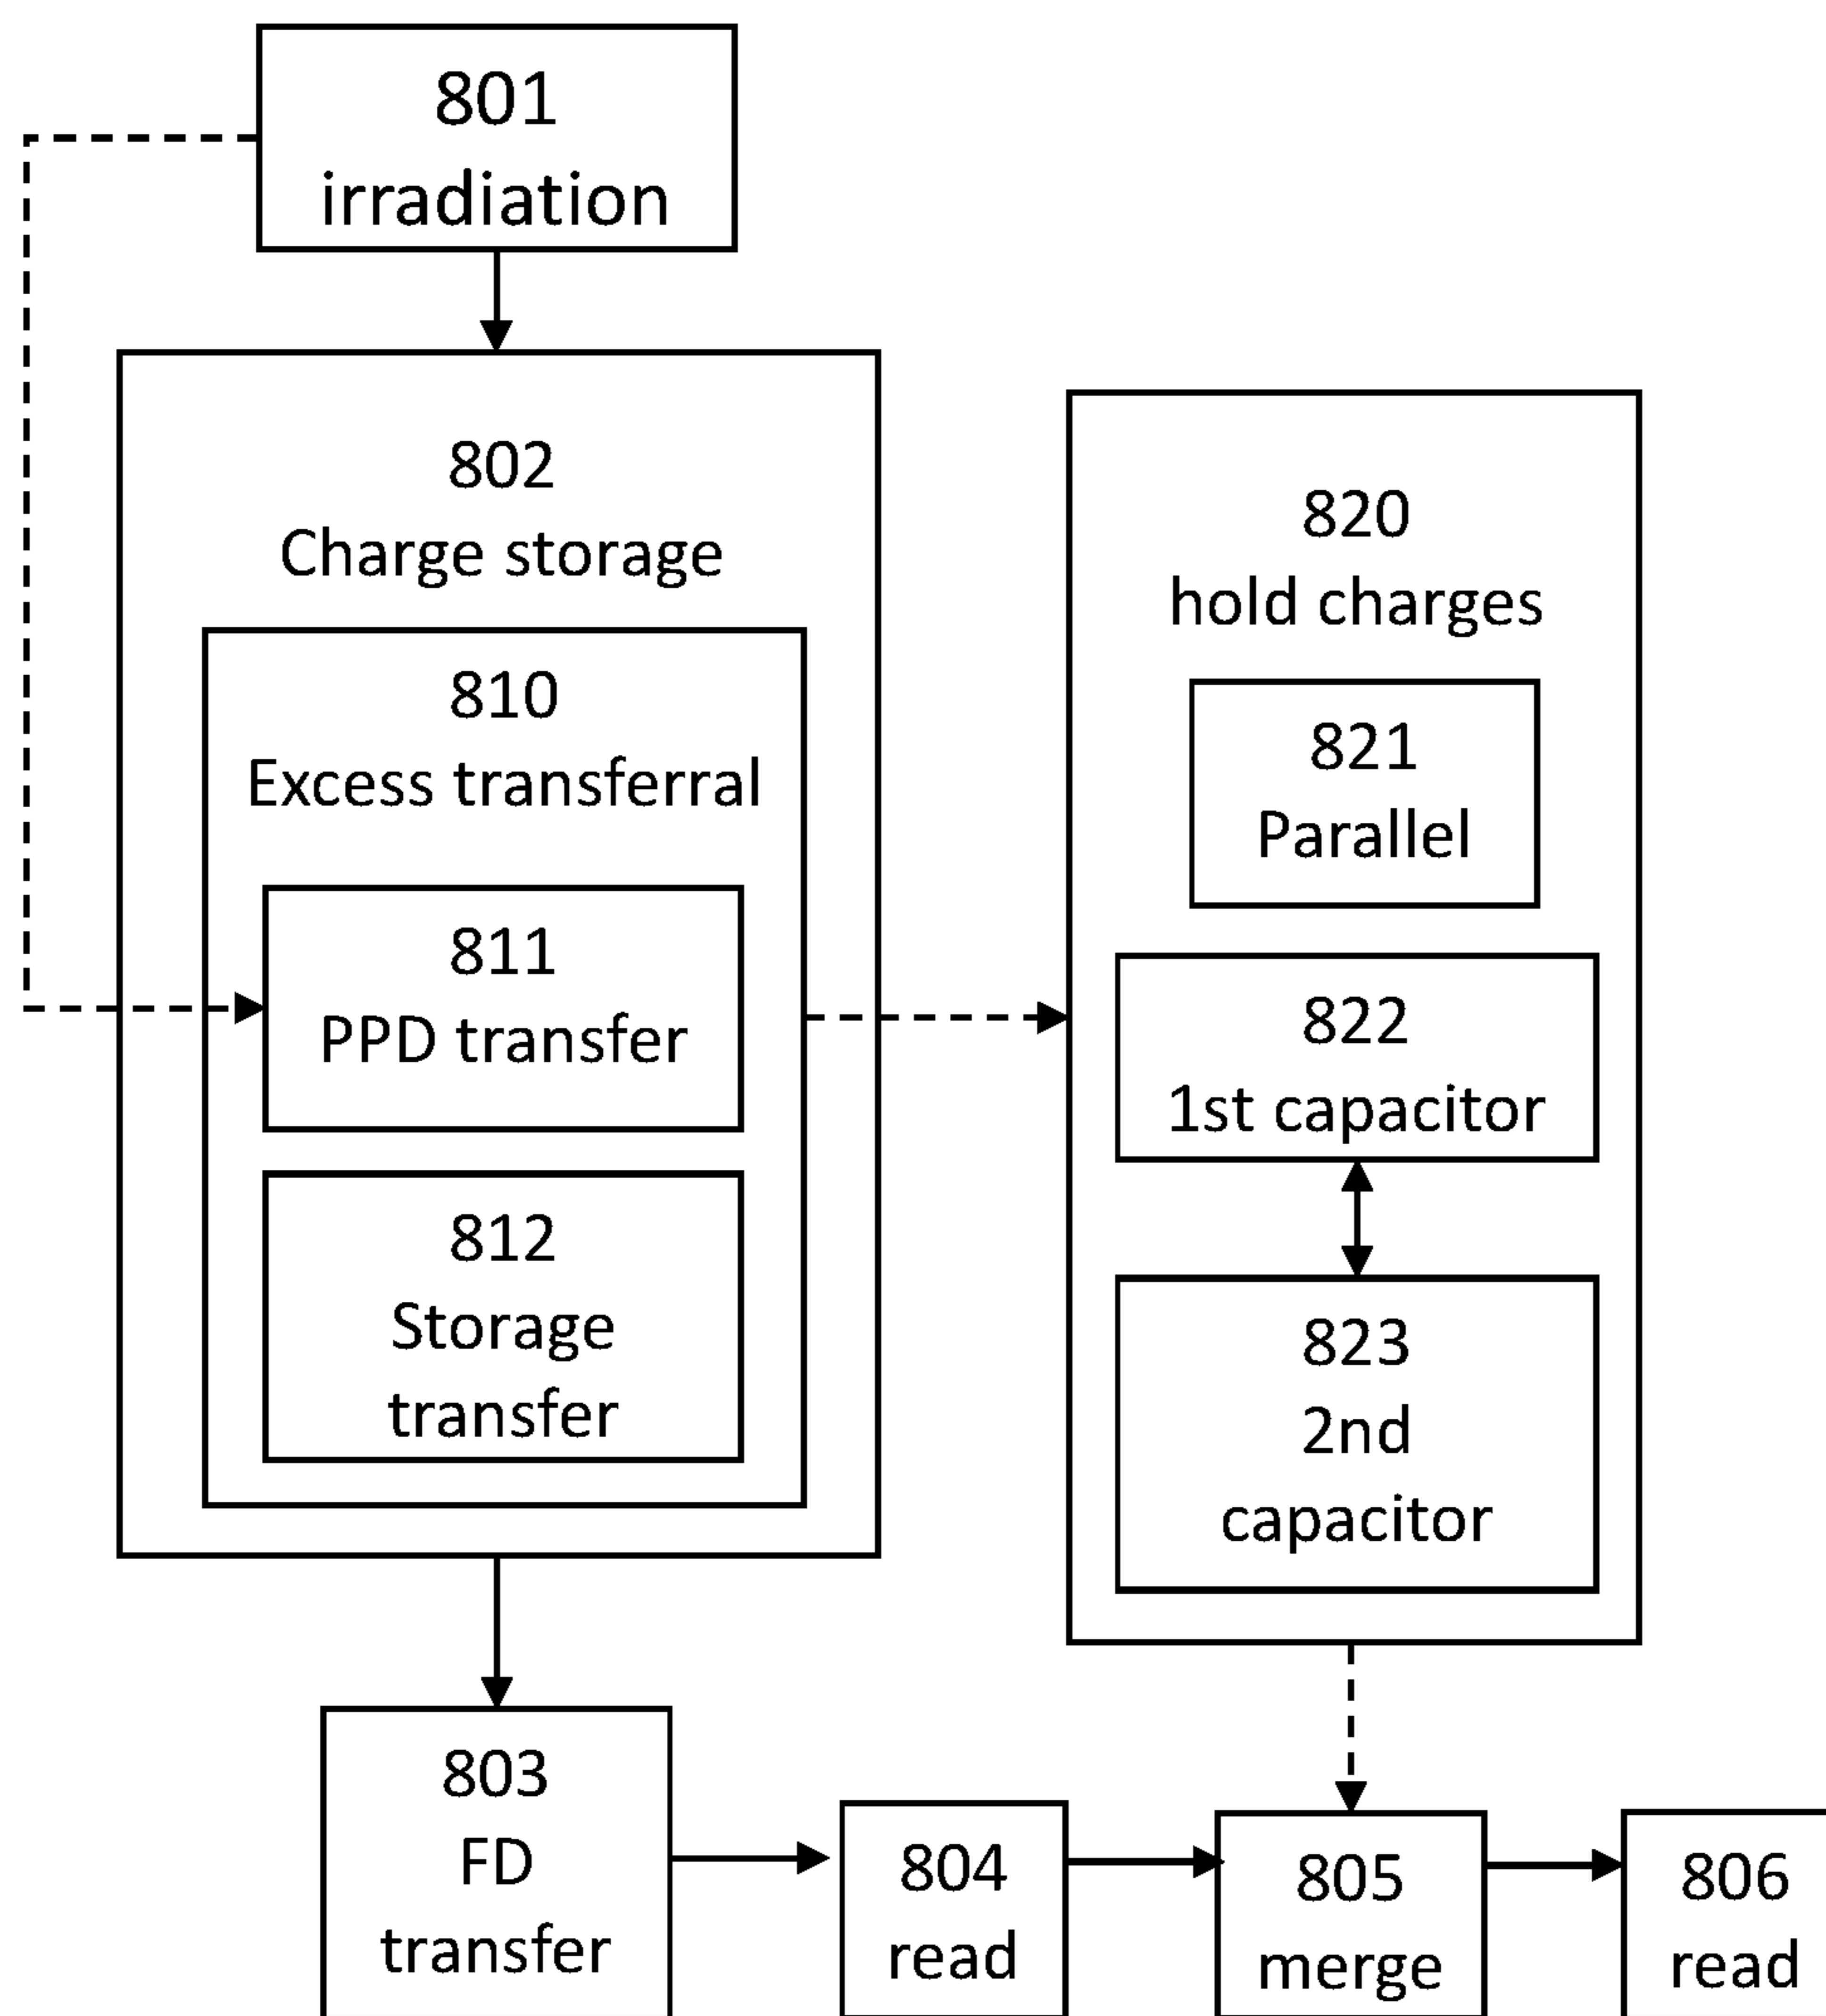 801
irradiation
802
Charge storage
810
Excess transferral
811
PPD transfer
812
Storage
transfer
820
hold charges
821
Parallel
822
1st capacitor
823
2nd
capacitor
803
FD
transfer
804
read
805
merge
806
read